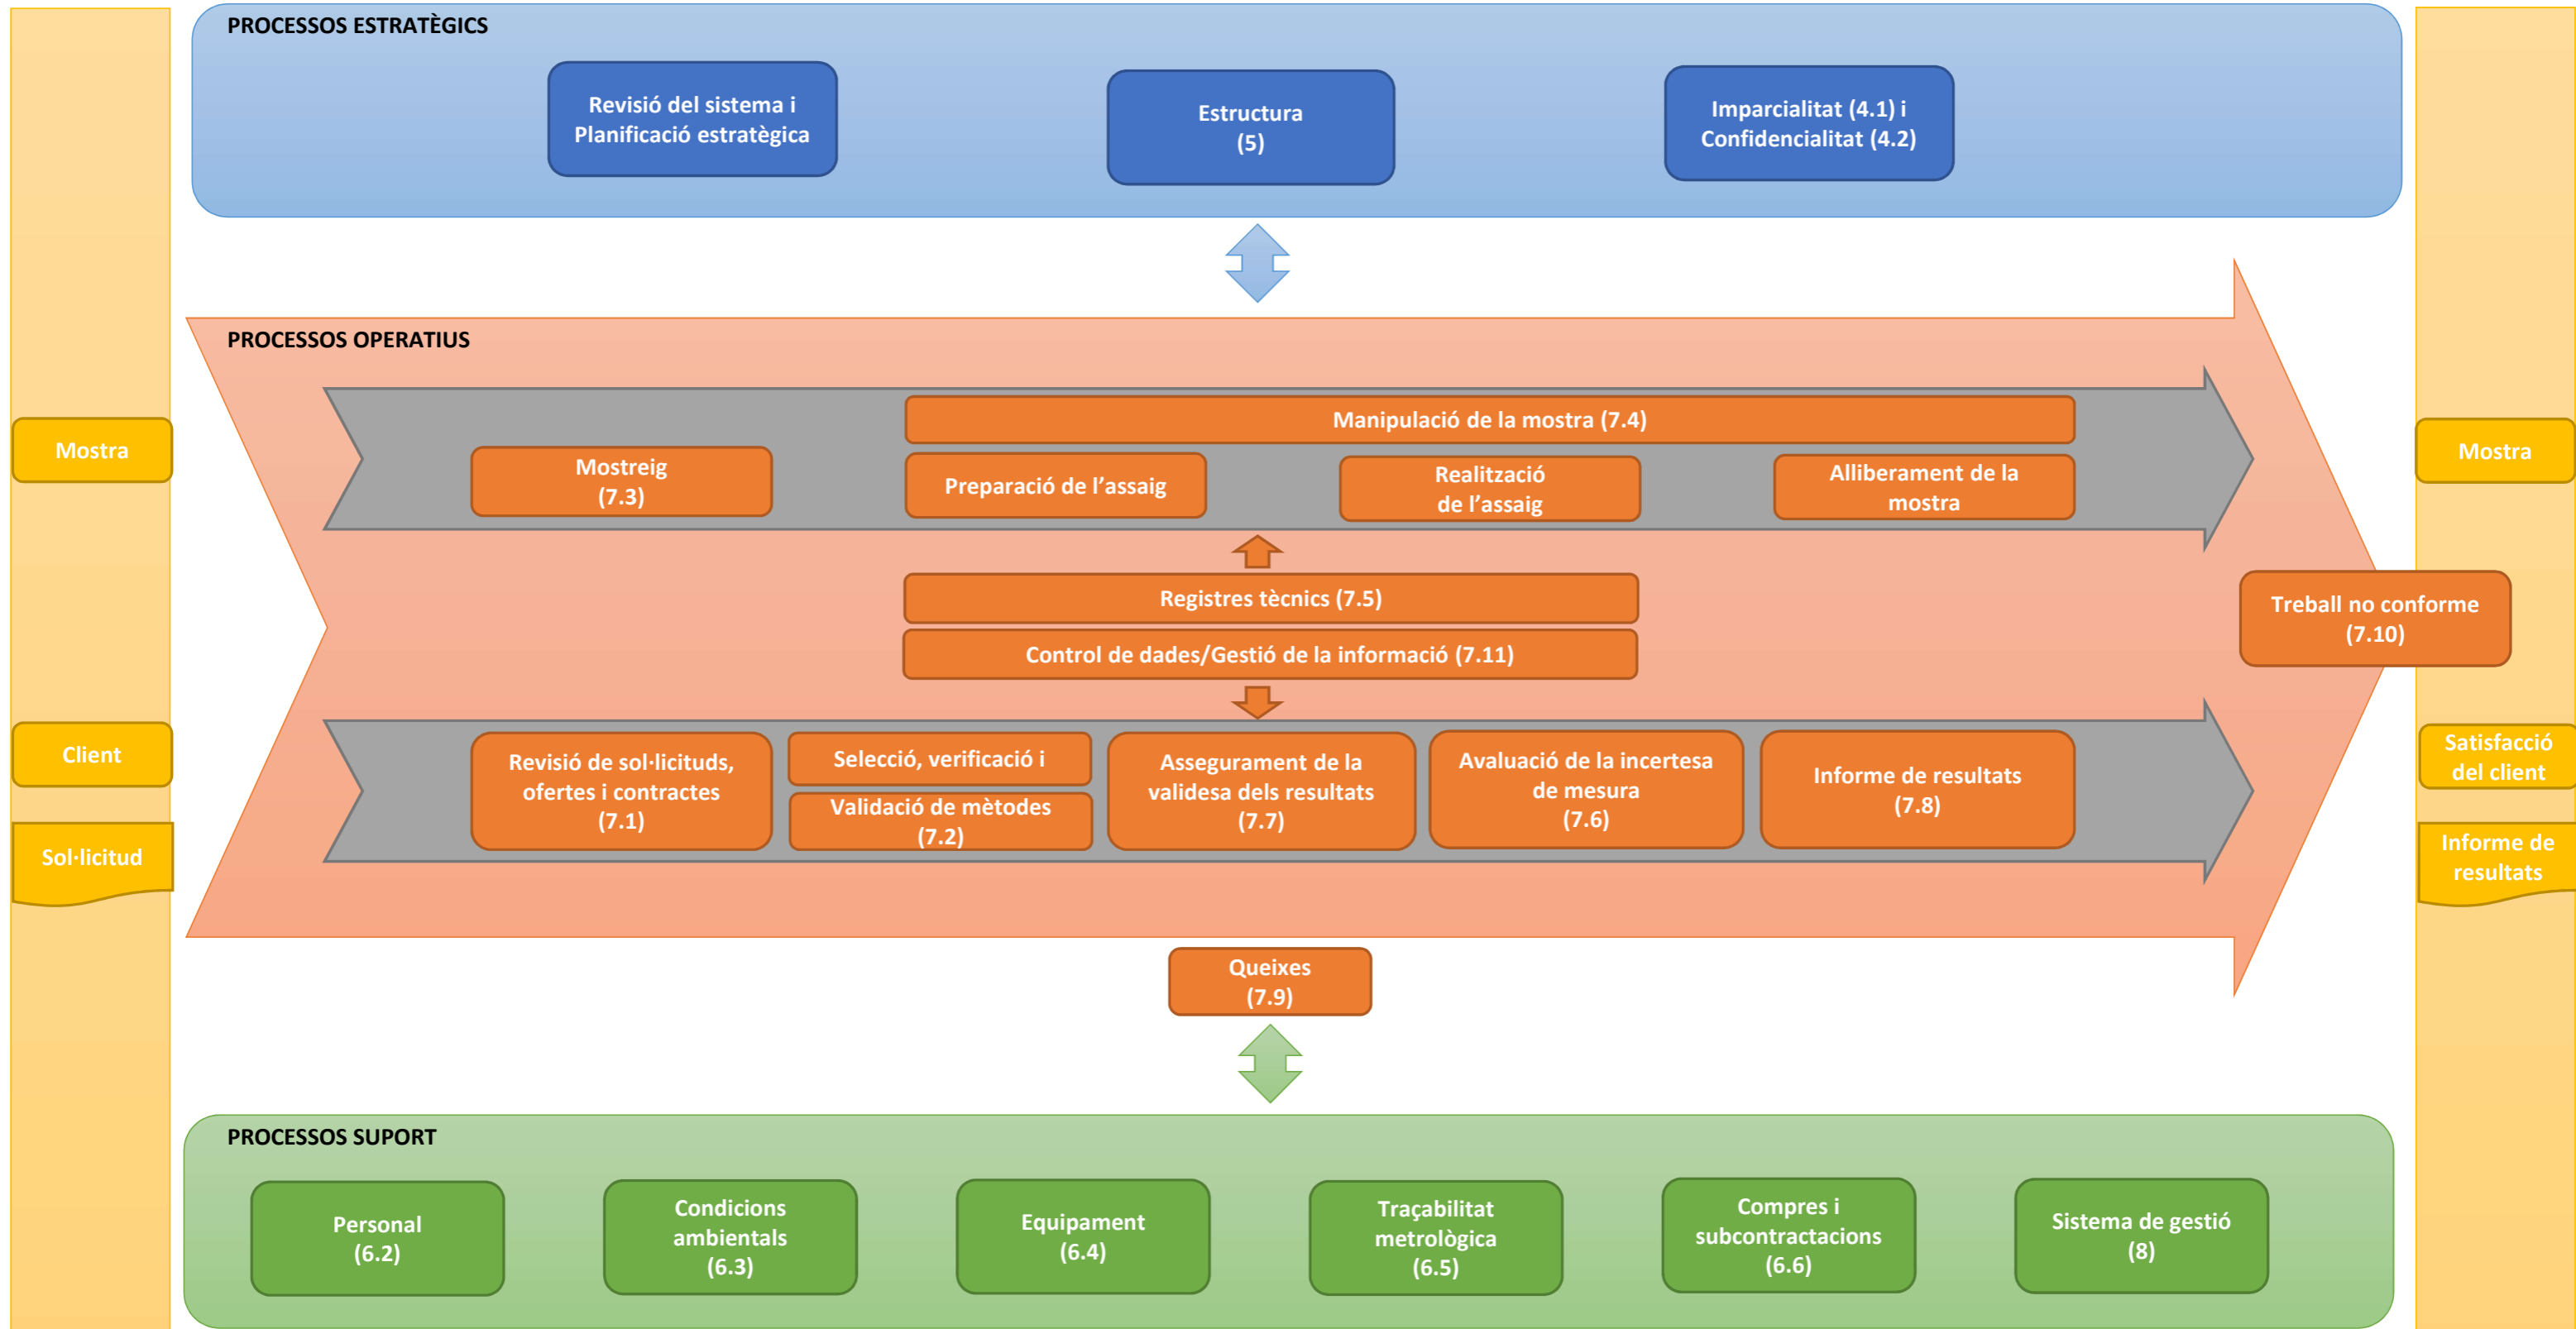 PROCESSOS ESTRATÈGICS
Revisió del sistema i
Planificació estratègica
Estructura
(5)
Imparcialitat (4.1) i
Confidencialitat (4.2)
PROCESSOS OPERATIUS
Mostra
Client
Sol·licitud
Manipulació de la mostra (7.4)
Mostreig
(7.3)
Preparació de l’assaig
Realització
de l’assaig
Alliberament de la
mostra
Registres tècnics (7.5)
Control de dades/Gestió de la informació (7.11)
Revisió de sol·licituds,
ofertes i contractes
(7.1)
Selecció, verificació i
Validació de mètodes
(7.2)
Assegurament de la
validesa dels resultats
(7.7)
Avaluació de la incertesa
de mesura
(7.6)
Informe de resultats
(7.8)
Treball no conforme
(7.10)
Mostra
Satisfacció
del client
Informe de
resultats
Queixes
(7.9)
PROCESSOS SUPORT
Personal
(6.2)
Condicions
ambientals
(6.3)
Equipament
(6.4)
Traçabilitat
metrològica
(6.5)
Compres i
subcontractacions
(6.6)
Sistema de gestió
(8)